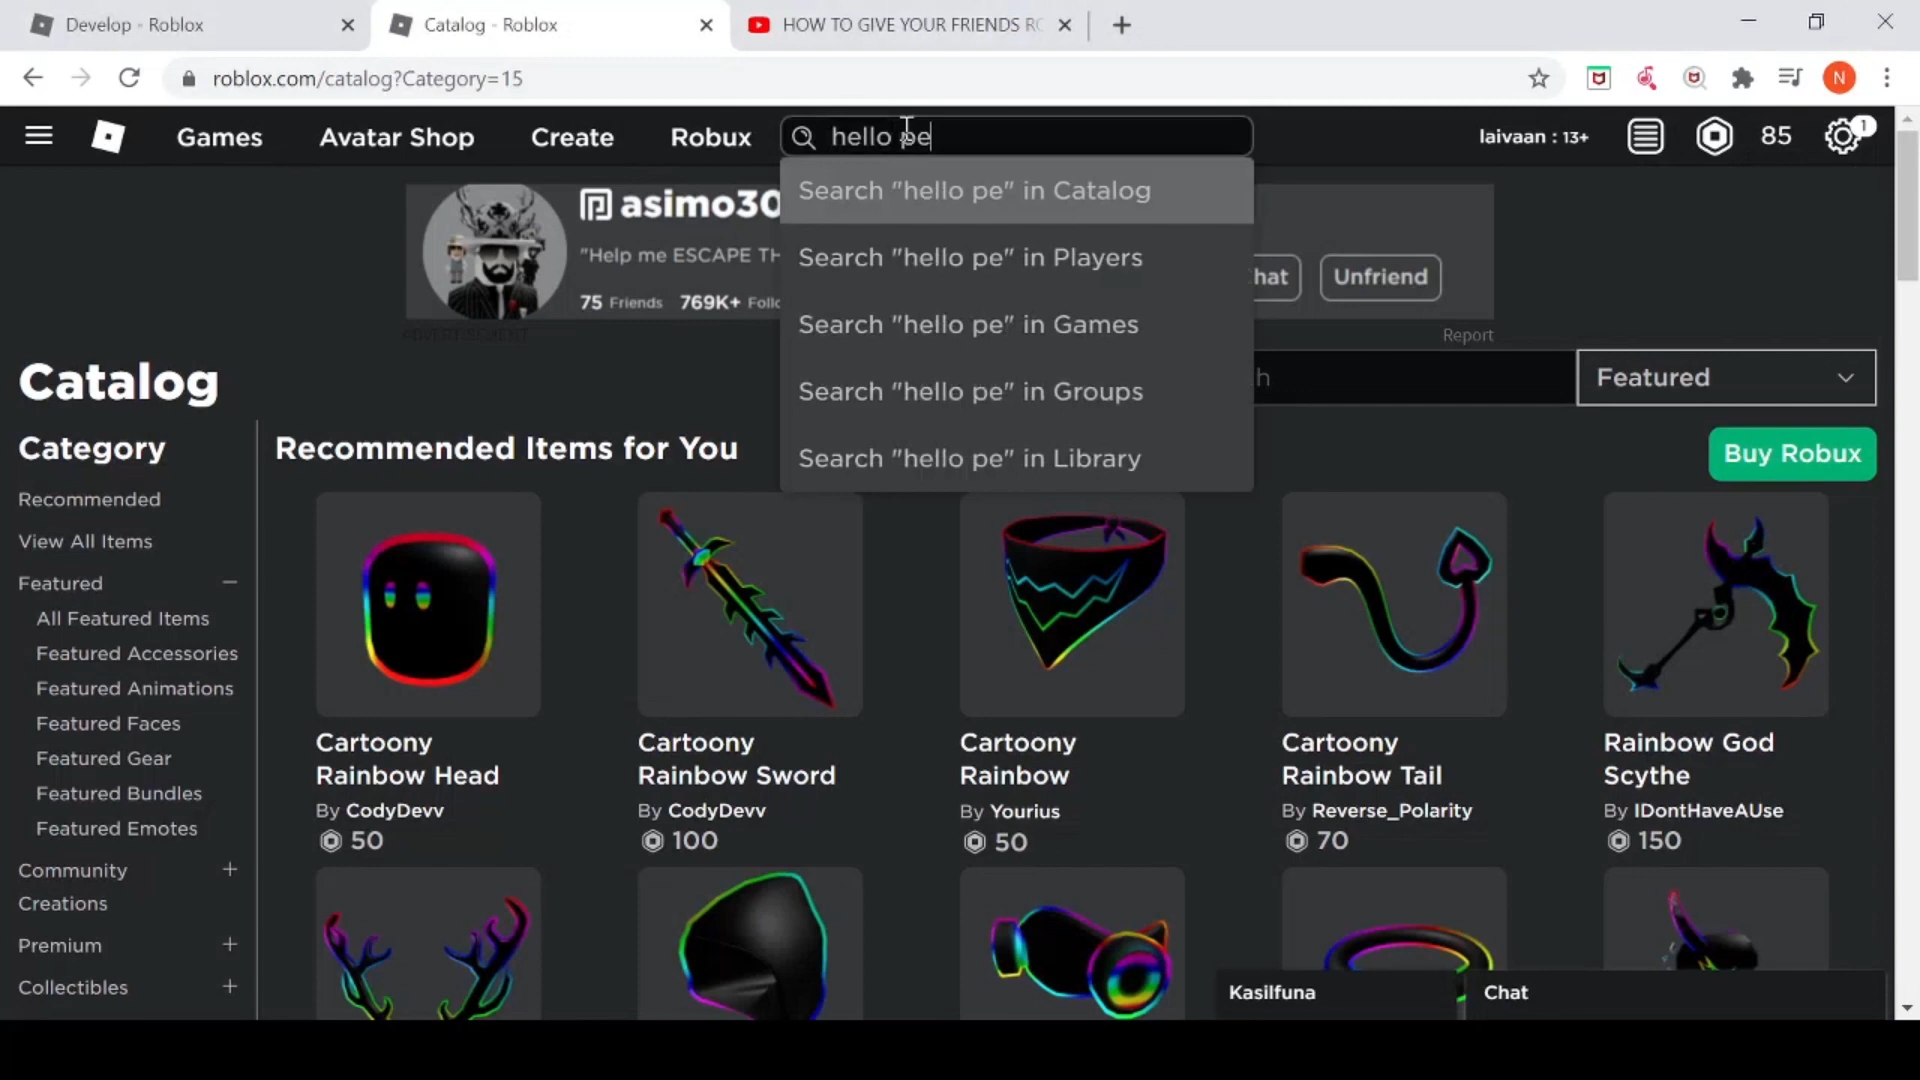 Develop - Roblox
Catalog - Roblox
HOW TO GIVE YOUR FRIENDS
roblox.com/catalog?Category=15
N
Games
Avatar Shop
Create
Robux
hello pe
laivaan : 13+
85
1
Search "hello pe" in Catalog
Search "hello pe" in Players
Search "hello pe" in Games
Search "hello pe" in Groups
Search "hello pe" in Library
asimo30
"Help me ESCAPE
75 Friends 769K+
Unfriend
ADVERTISEMENT
Report
Catalog
Featured
Category
Recommended Items for You
Buy Robux
Recommended
View All Items
Featured
All Featured Items
Featured Accessories
Featured Animations
Featured Faces
Featured Gear
Featured Bundles
Featured Emotes
Community
Creations
Premium
Collectibles
Cartoony
Rainbow Head
By CodyDevv
50
Cartoony
Rainbow Sword
By CodyDevv
100
Cartoony
Rainbow
By Yourius
50
Cartoony
Rainbow Tail
By Reverse_Polarity
70
Rainbow God
Scythe
By IDontHaveAUse
150
Kasilfuna
Chat